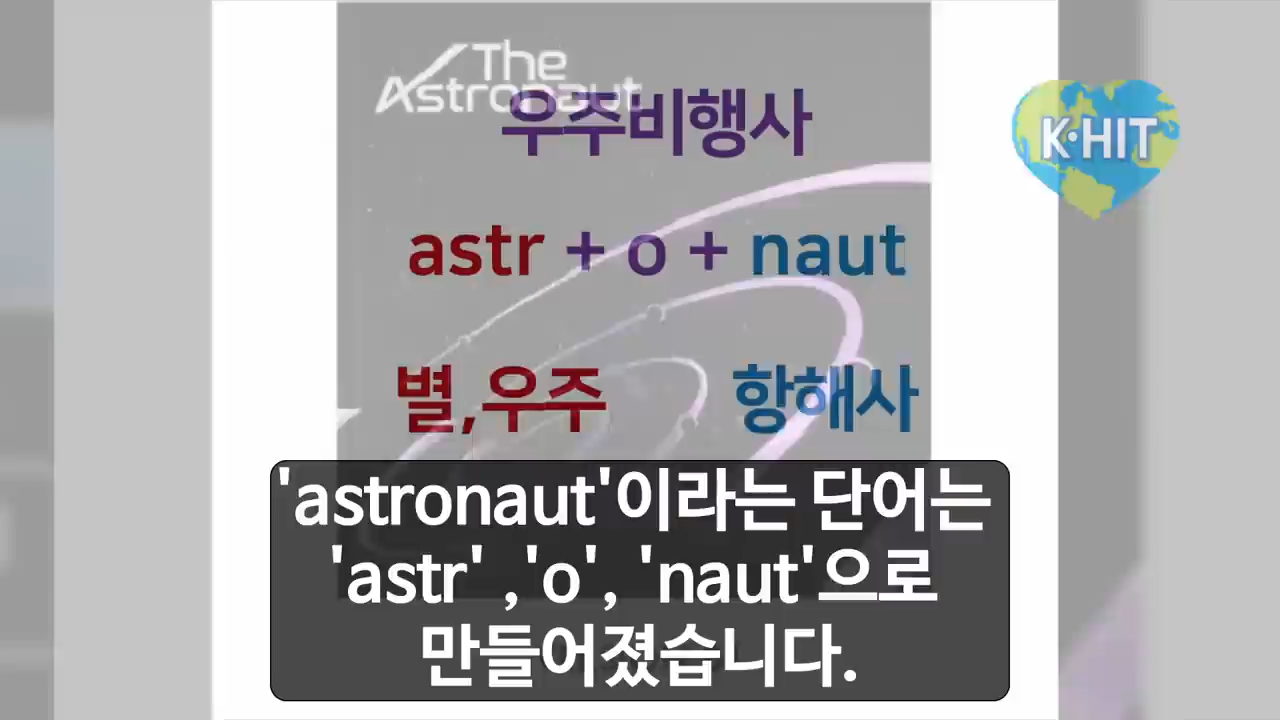 The
Astronaut
우주비행사
K·HIT
astr + o + naut
별,우주 항해사
'astronaut'이라는 단어는
'astr' ,'o', 'naut'으로
만들어졌습니다.